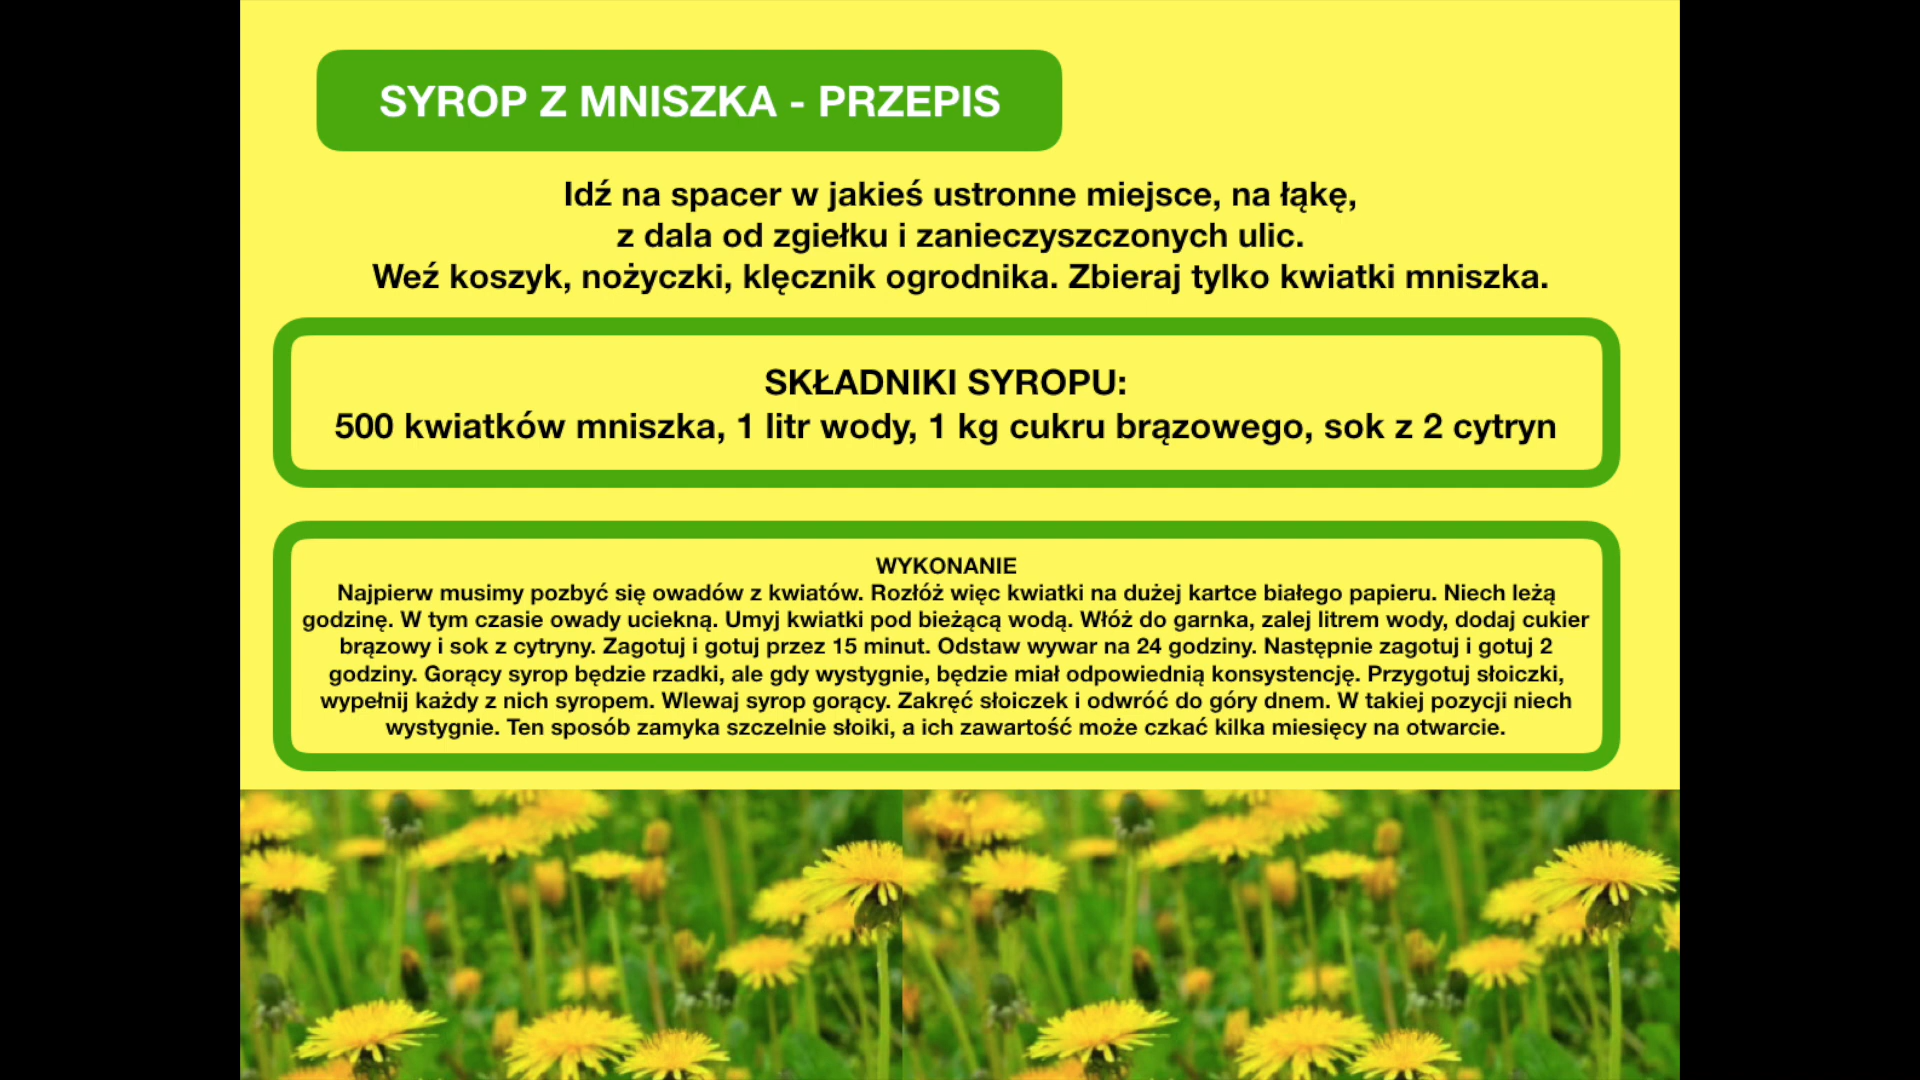 SYROP Z MNISZKA - PRZEPIS
Idź na spacer w jakieś ustronne miejsce, na łąkę,
z dala od zgiełku i zanieczyszczonych ulic.
Weź koszyk, nożyczki, klęcznik ogrodnika. Zbieraj tylko kwiatki mniszka.
SKŁADNIKI SYROPU:
500 kwiatków mniszka, 1 litr wody, 1 kg cukru brązowego, sok z 2 cytryn
WYKONANIE
Najpierw musimy pozbyć się owadów z kwiatów. Rozłóż więc kwiatki na dużej kartce białego papieru. Niech leżą
godzinę. W tym czasie owady uciekną. Umyj kwiatki pod bieżącą wodą. Włóż do garnka, zalej litrem wody, dodaj cukier
brązowy i sok z cytryny. Zagotuj i gotuj przez 15 minut. Odstaw wywar na 24 godziny. Następnie zagotuj i gotuj 2
godziny. Gorący syrop będzie rzadki, ale gdy wystygnie, będzie miał odpowiednią konsystencję. Przygotuj słoiczki,
wypełnij każdy z nich syropem. Wlewaj syrop gorący. Zakręć słoiczek i odwróć do góry dnem. W takiej pozycji niech
wystygnie. Ten sposób zamyka szczelnie słoiki, a ich zawartość może czkać kilka miesięcy na otwarcie.